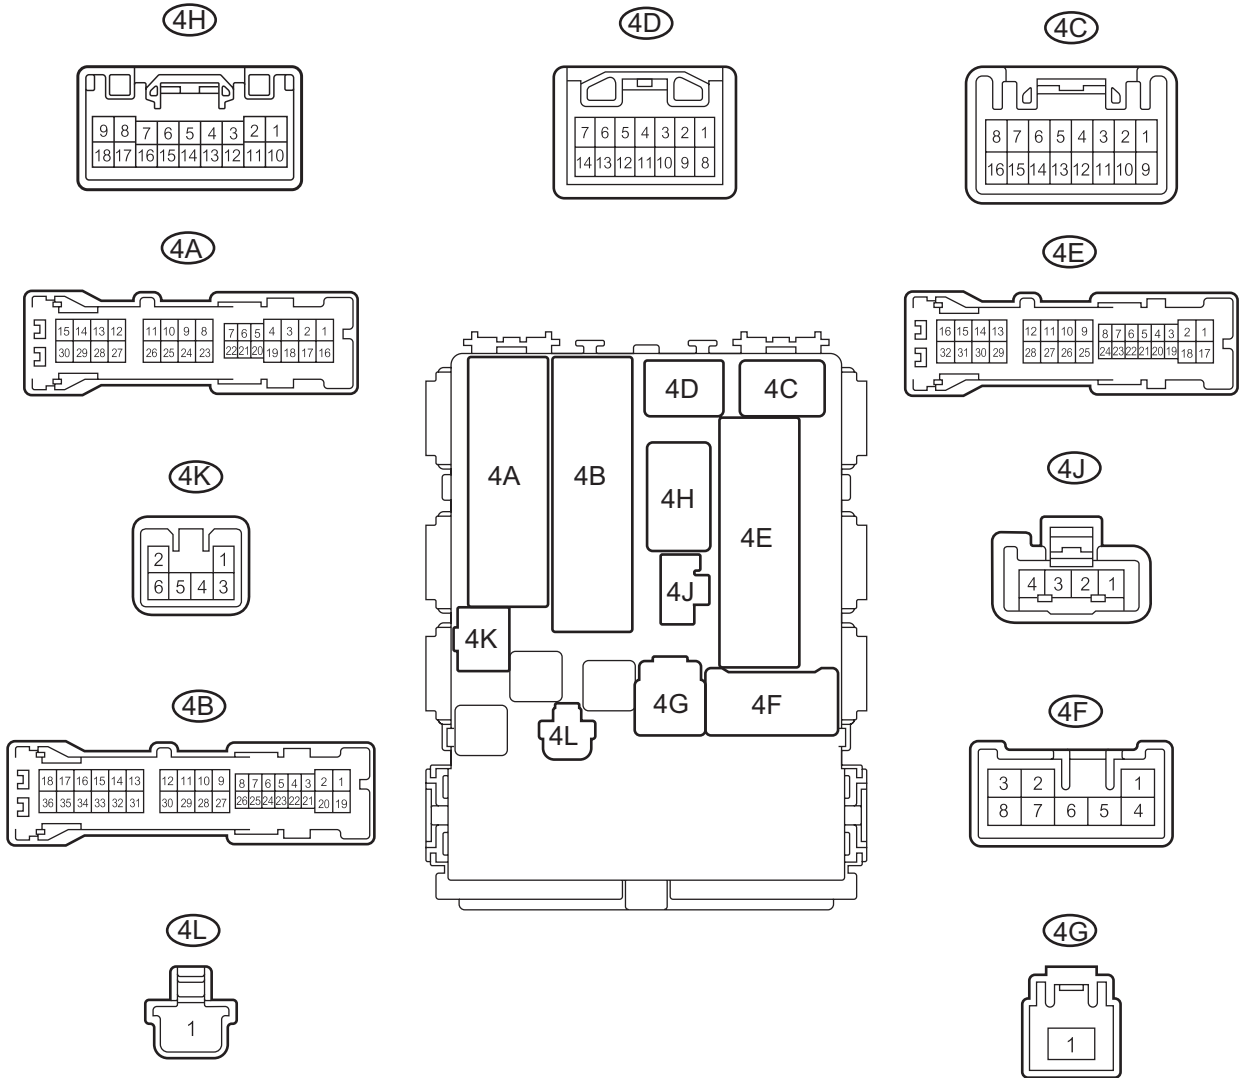 4H
9 8 7 6 5 4 3 2 1
18 17 16 15 14 13 12 11 10
4D
7 6 5 4 3 2 1
14 13 12 11 10 9 8
4C
8 7 6 5 4 3 2 1
16 15 14 13 12 11 10 9
4A
15 14 13 12 11 10 9 8 7 6 5 4 3 2 1
30 29 28 27 26 25 24 23 22 21 20 19 18 17 16
4E
16 15 14 13 12 11 10 9 8 7 6 5 4 3 2 1
32 31 30 29 28 27 26 25 24 23 22 21 20 19 18 17
4K
2 1
6 5 4 3
4J
4 3 2 1
4B
18 17 16 15 14 13 12 11 10 9 8 7 6 5 4 3 2 1
36 35 34 33 32 31 30 29 28 27 26 25 24 23 22 21 20 19
4F
3 2 1
8 7 6 5 4
4L
1
4G
1
4D 4C
4A 4B 4H 4E
4J
4K
4G 4F
4L